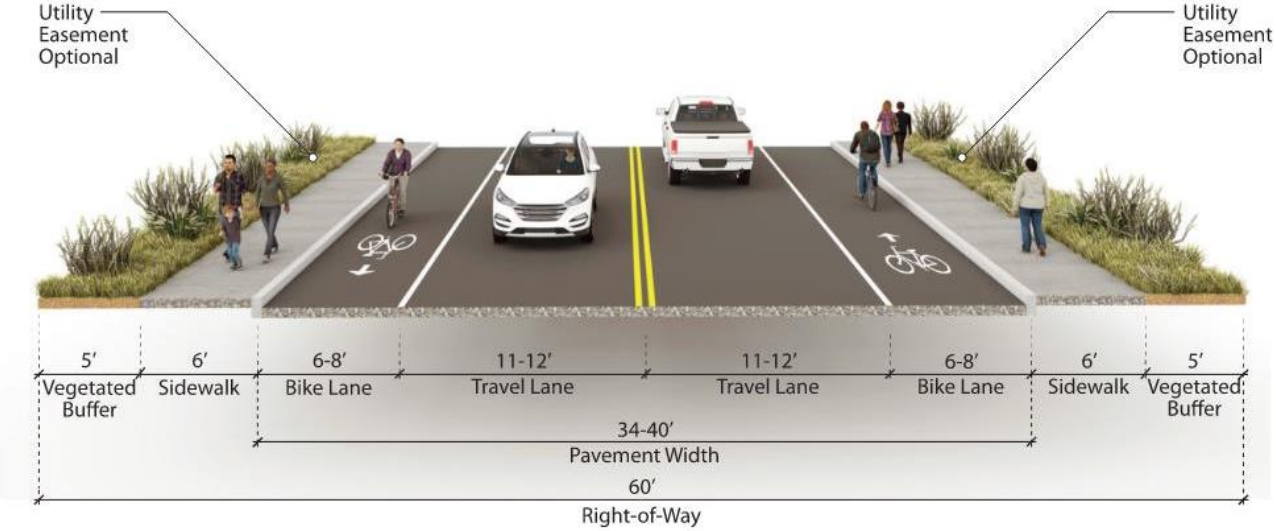 Utility
Easement
Optional
Utility
Easement
Optional
5’ 6’ 6-8’ 11-12’ 11-12’ 6-8’ 6’ 5’
Vegetated Sidewalk Bike Lane Travel Lane Travel Lane Bike Lane Sidewalk Vegetated
Buffer Buffer
34-40’
Pavement Width
60’
Right-of-Way